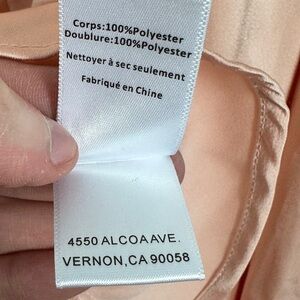 Corps:100%Polyester
Doublure:100%Polyester
Nettoyer à sec seulement
Fabriqué en Chine
4550 ALCOA AVE.
VERNON,CA 90058